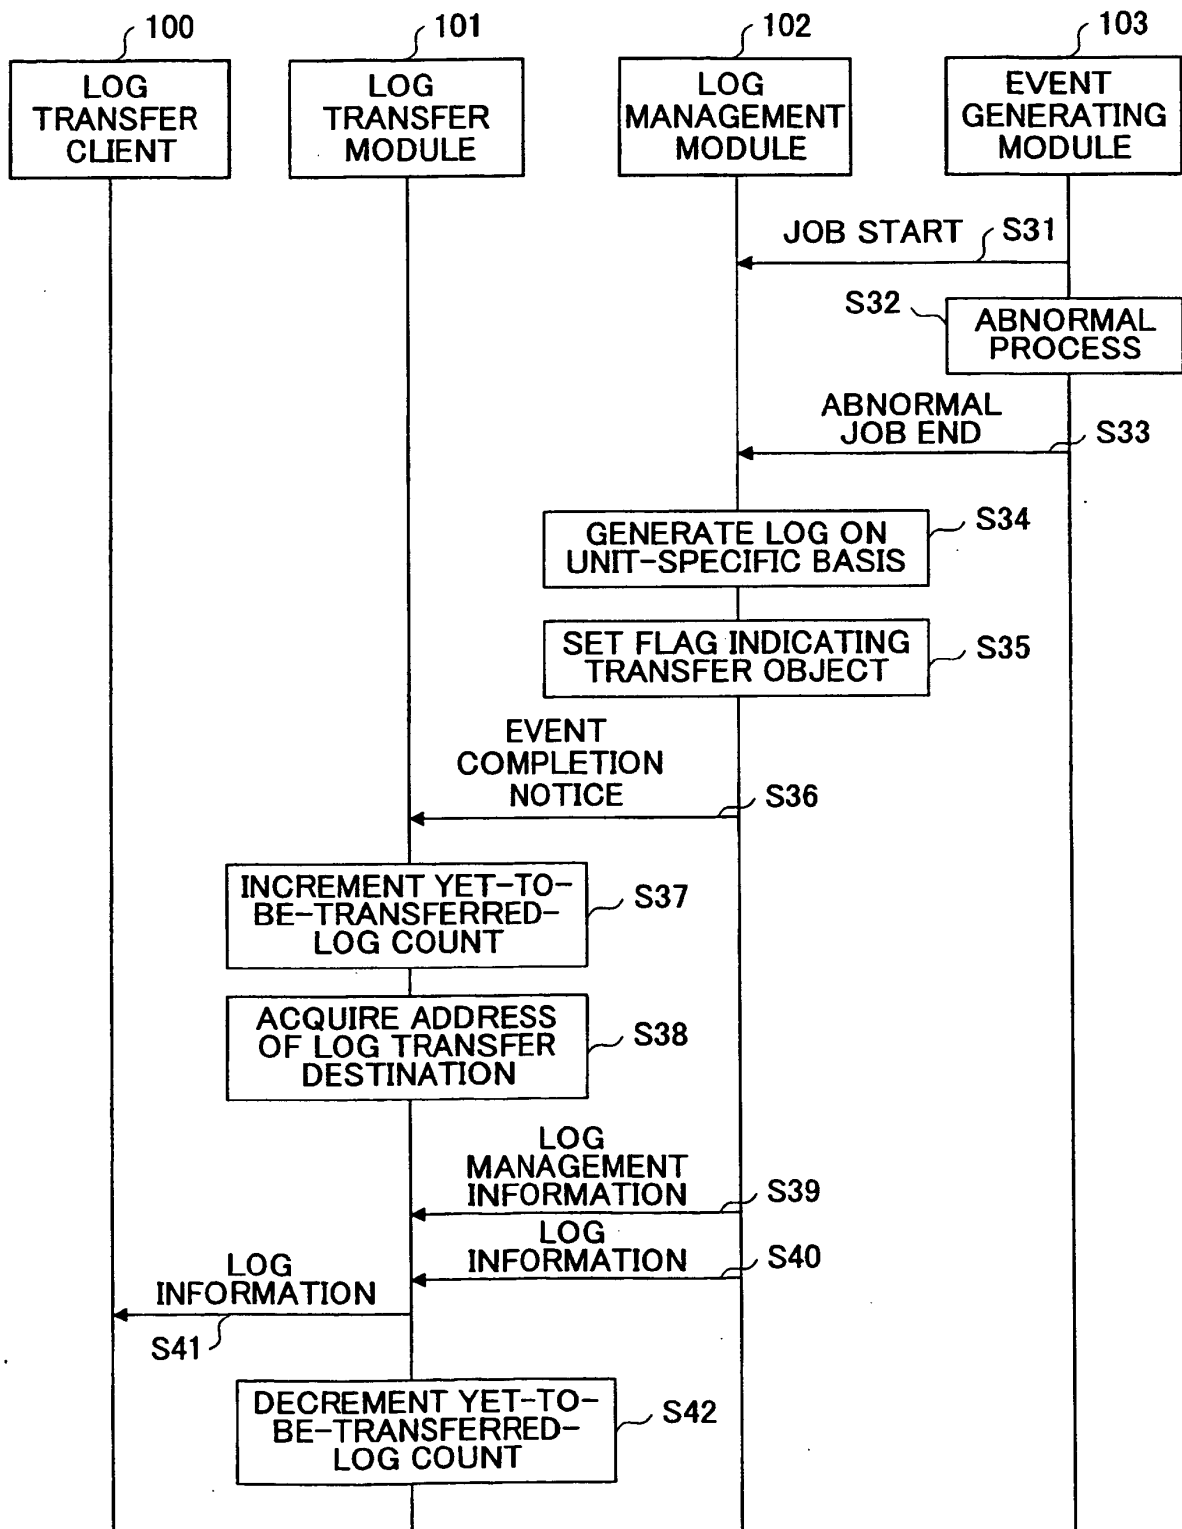 100
101
102
103
LOG
TRANSFER
CLIENT
LOG
TRANSFER
MODULE
LOG
MANAGEMENT
MODULE
EVENT
GENERATING
MODULE
JOB START
S31
S32
ABNORMAL
PROCESS
ABNORMAL
JOB END
S33
GENERATE LOG ON
UNIT-SPECIFIC BASIS
S34
SET FLAG INDICATING
TRANSFER OBJECT
S35
EVENT
COMPLETION
NOTICE
S36
INCREMENT YET-TO-
BE-TRANSFERRED-
LOG COUNT
S37
ACQUIRE ADDRESS
OF LOG TRANSFER
DESTINATION
S38
LOG
MANAGEMENT
INFORMATION
S39
LOG
INFORMATION
S40
LOG
INFORMATION
S41
DECREMENT YET-TO-
BE-TRANSFERRED-
LOG COUNT
S42